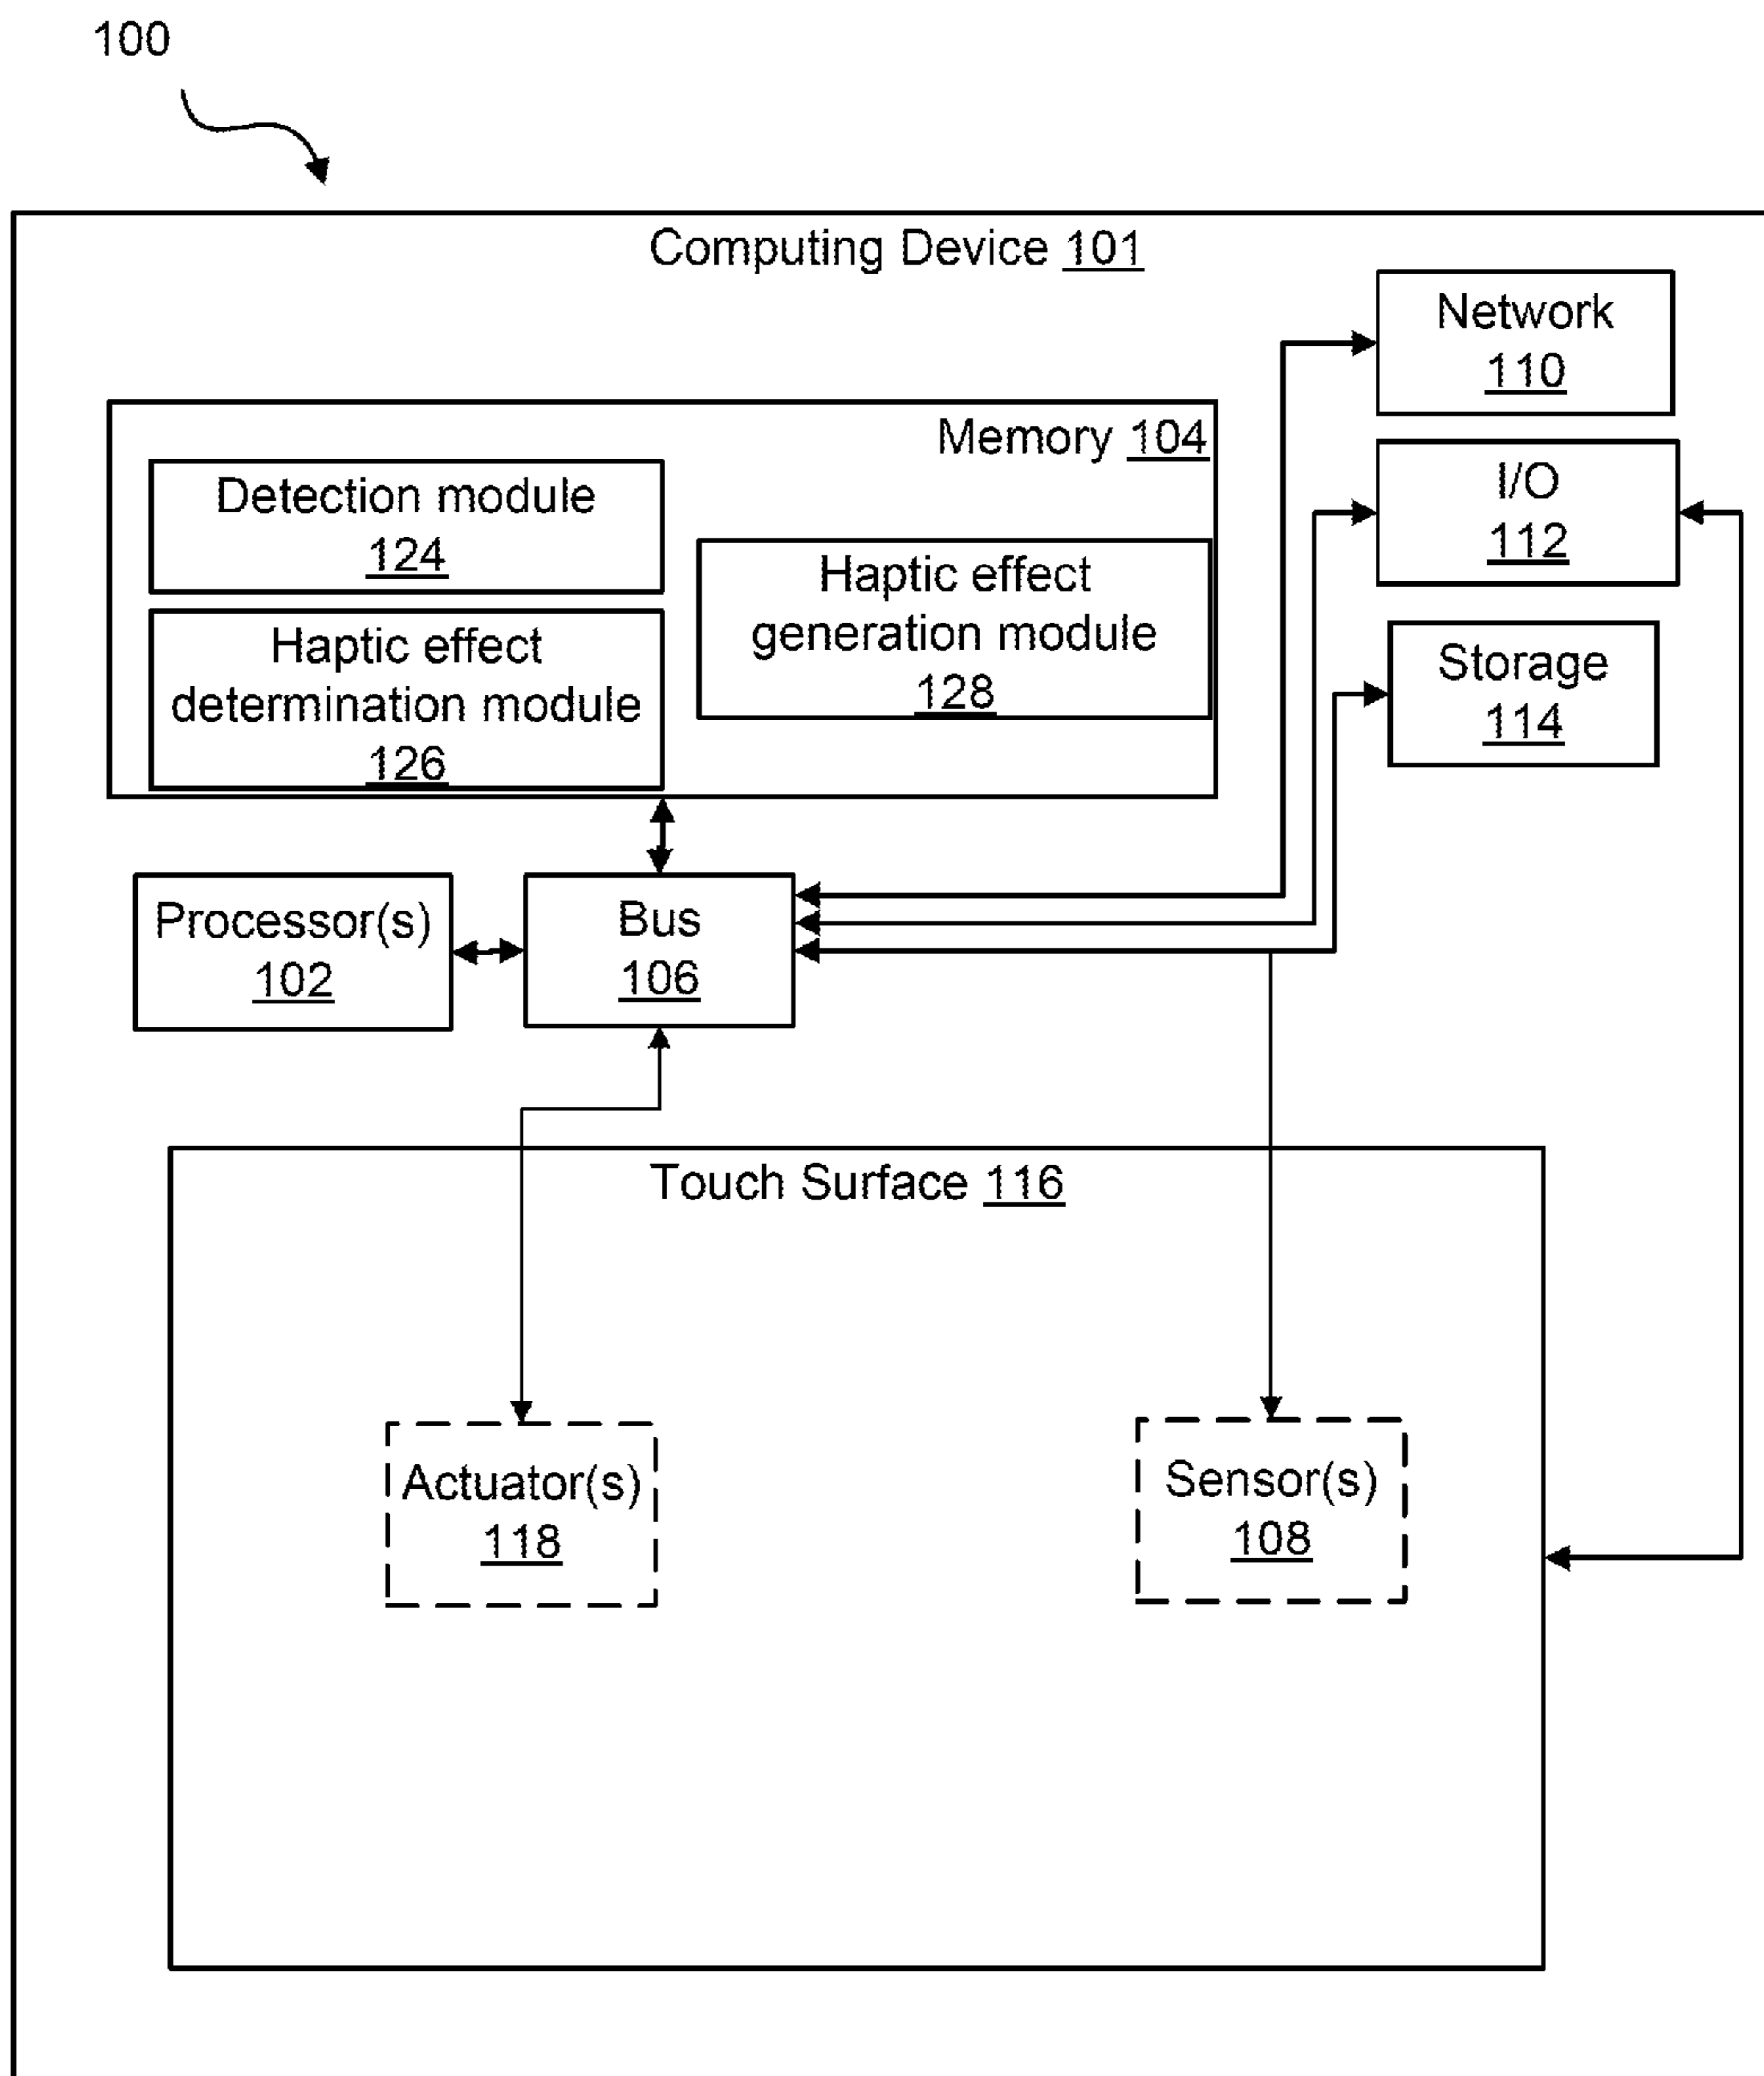 100
Computing Device 101
Network
110
Memory 104
I/O
112
Detection module
124
Haptic effect
generation module
128
Haptic effect
determination module
126
Storage
114
Processor(s)
102
Bus
106
Touch Surface 116
Actuator(s)
118
Sensor(s)
108